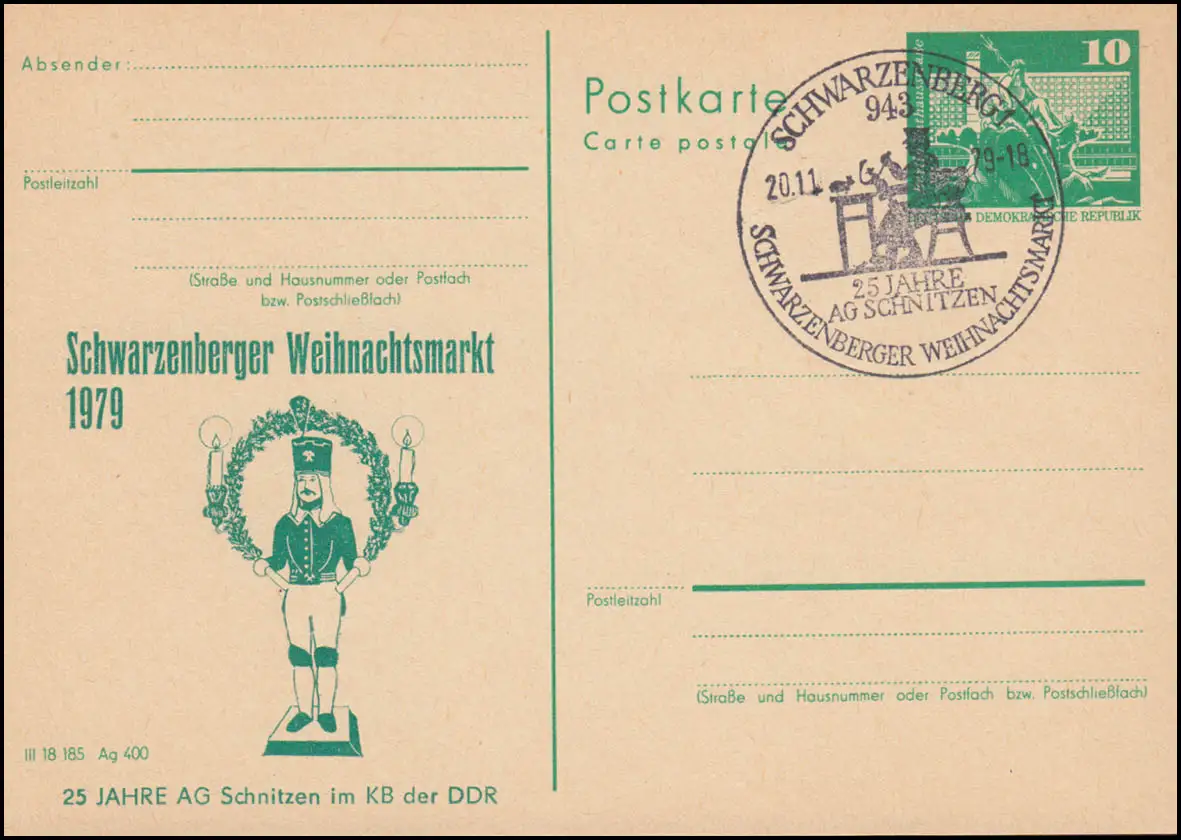 Absender:
Postleitzahl
(Straße und Hausnummer oder Postfach
bzw. Postschließfach)
Schwarzenberger Weihnachtsmarkt
1979
III 18 185 Ag 400
25 JAHRE AG Schnitzen im KB der DDR
Postkarte
Carte postale
10
DEMOKRATISCHE REPUBLIK
SCHWARZENBERG 1
943
20.11. 79-18
25 JAHRE
AG SCHNITZEN
SCHWARZENBERGER WEIHNACHTSMARKT
Postleitzahl
(Straße und Hausnummer oder Postfach bzw. Postschließfach)